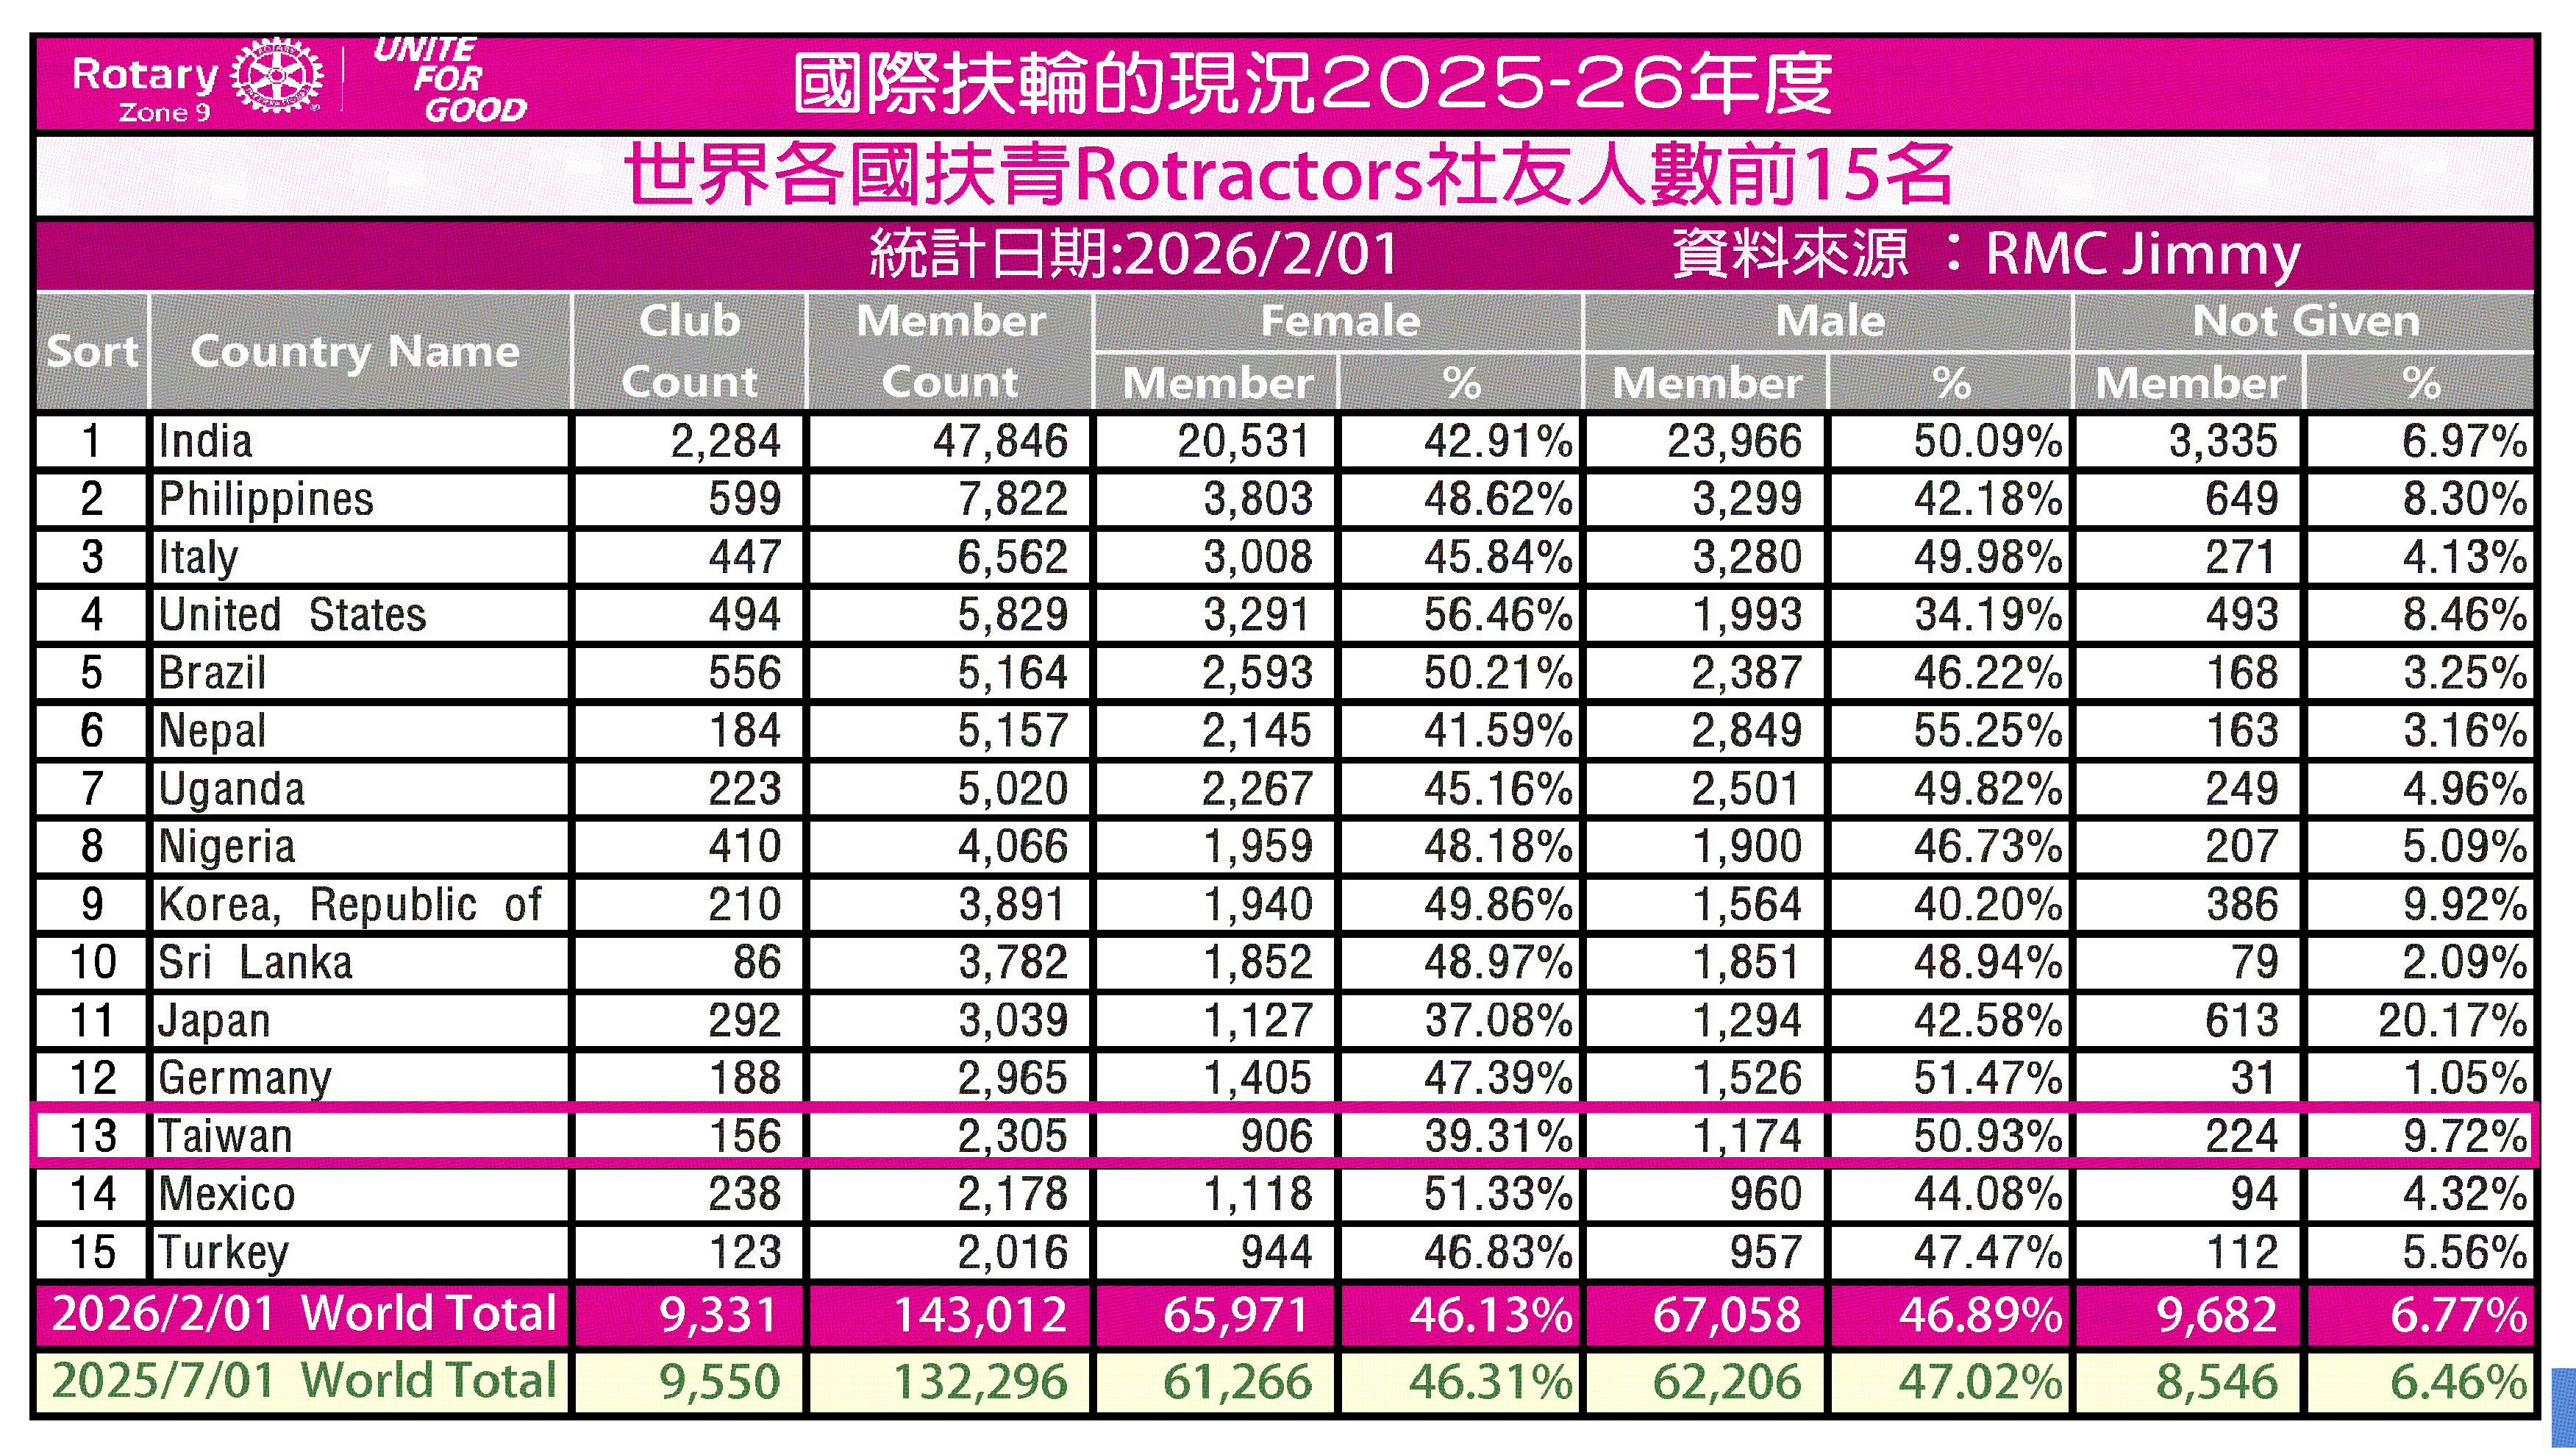 Rotary
Zone 9
UNITE
FOR
GOOD
國際扶輪的現況2025-26年度
世界各國扶青Rotractors社友人數前15名
統計日期:2026/2/01 資料來源 :RMC Jimmy
Sort Country Name Club Count Member Count Female Male Not Given
Member % Member % Member %
1 India 2,284 47,846 20,531 42.91% 23,966 50.09% 3,335 6.97%
2 Philippines 599 7,822 3,803 48.62% 3,299 42.18% 649 8.30%
3 Italy 447 6,562 3,008 45.84% 3,280 49.98% 271 4.13%
4 United States 494 5,829 3,291 56.46% 1,993 34.19% 493 8.46%
5 Brazil 556 5,164 2,593 50.21% 2,387 46.22% 168 3.25%
6 Nepal 184 5,157 2,145 41.59% 2,849 55.25% 163 3.16%
7 Uganda 223 5,020 2,267 45.16% 2,501 49.82% 249 4.96%
8 Nigeria 410 4,066 1,959 48.18% 1,900 46.73% 207 5.09%
9 Korea, Republic of 210 3,891 1,940 49.86% 1,564 40.20% 386 9.92%
10 Sri Lanka 86 3,782 1,852 48.97% 1,851 48.94% 79 2.09%
11 Japan 292 3,039 1,127 37.08% 1,294 42.58% 613 20.17%
12 Germany 188 2,965 1,405 47.39% 1,526 51.47% 31 1.05%
13 Taiwan 156 2,305 906 39.31% 1,174 50.93% 224 9.72%
14 Mexico 238 2,178 1,118 51.33% 960 44.08% 94 4.32%
15 Turkey 123 2,016 944 46.83% 957 47.47% 112 5.56%
2026/2/01 World Total 9,331 143,012 65,971 46.13% 67,058 46.89% 9,682 6.77%
2025/7/01 World Total 9,550 132,296 61,266 46.31% 62,206 47.02% 8,546 6.46%